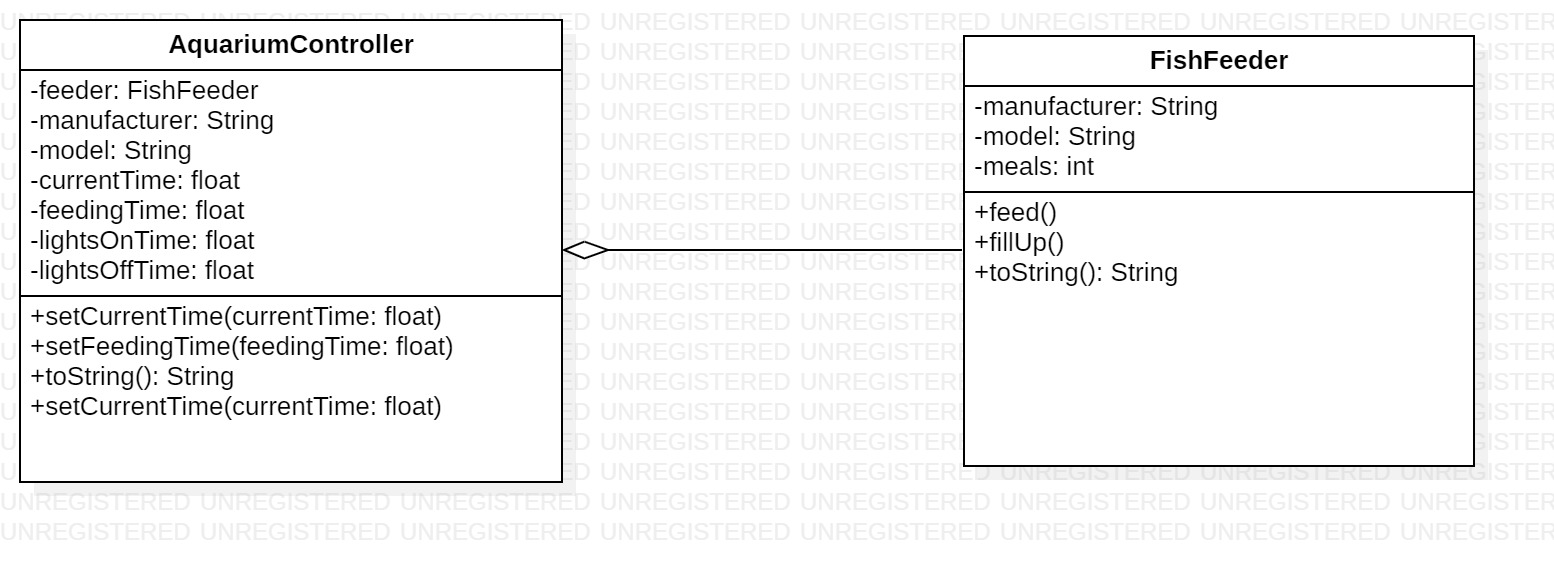 AquariumController
-feeder: FishFeeder
-manufacturer: String
-model: String
-currentTime: float
-feedingTime: float
-lightsOnTime: float
-lightsOffTime: float
+setCurrentTime(currentTime: float)
+setFeedingTime(feedingTime: float)
+toString(): String
+setCurrentTime(currentTime: float)
FishFeeder
-manufacturer: String
-model: String
-meals: int
+feed()
+fillUp()
+toString(): String
UNREGISTERED UNREGISTERED UNREGISTERED UNREGISTERED UNREGISTERED UNREGISTERED UNREGISTERED